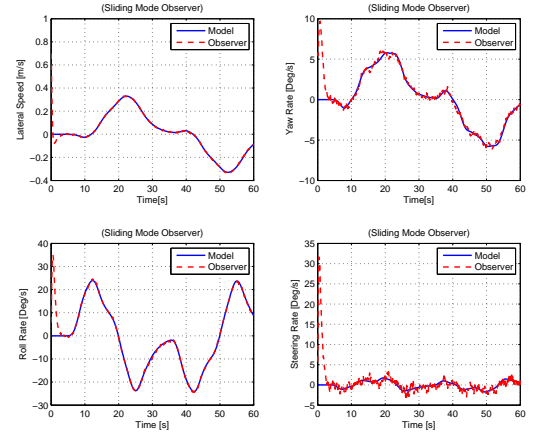 (Sliding Mode Observer)
Model
Observer
Lateral Speed [m/s]
1
0.8
0.6
0.4
0.2
0
−0.2
−0.4
0 10 20 30 40 50 60
Time[s]
(Sliding Mode Observer)
Model
Observer
Yaw Rate [Deg/s]
10
5
0
−5
−10
0 10 20 30 40 50 60
Time[s]
(Sliding Mode Observer)
Model
Observer
Roll Rate [Deg/s]
40
30
20
10
0
−10
−20
−30
0 10 20 30 40 50 60
Time [s]
(Sliding Mode Observer)
Model
Observer
Steering Rate [Deg/s]
35
30
25
20
15
10
5
0
−5
0 10 20 30 40 50 60
Time [s]